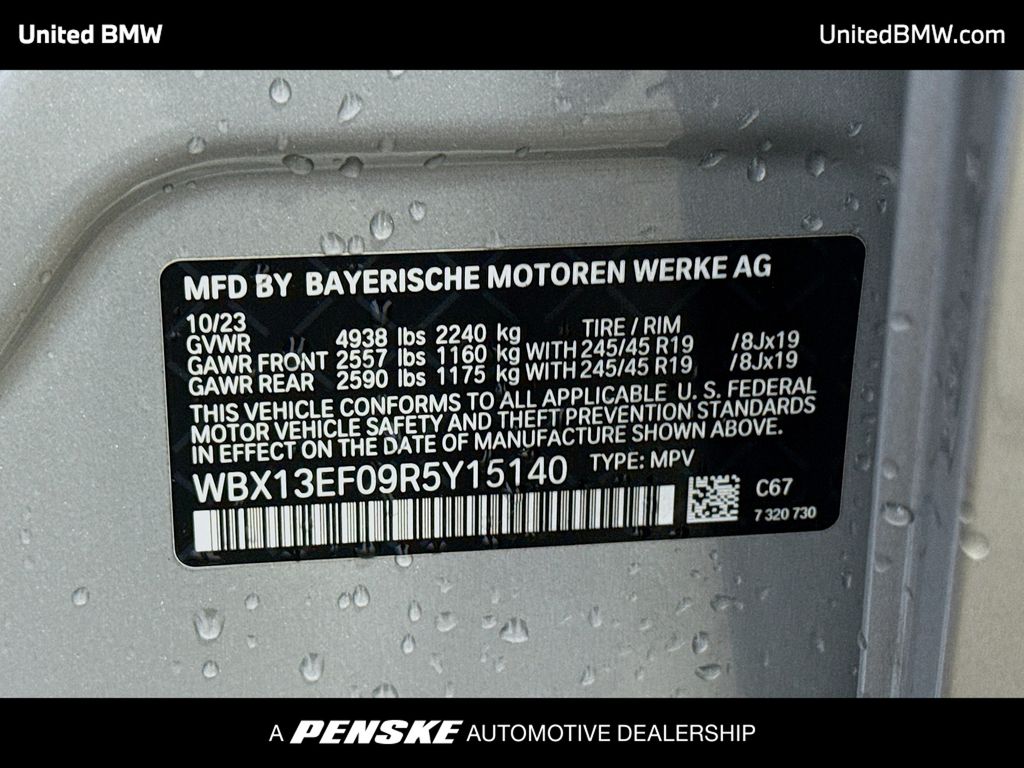 United BMW
UnitedBMW.com
MFD BY BAYERISCHE MOTOREN WERKE AG
10/23 TIRE / RIM
GVWR 4938 lbs 2240 kg
GAWR FRONT 2557 lbs 1160 kg WITH 245/45 R19 /8Jx19
GAWR REAR 2590 lbs 1175 kg WITH 245/45 R19 /8Jx19
THIS VEHICLE CONFORMS TO ALL APPLICABLE U. S. FEDERAL
MOTOR VEHICLE SAFETY AND THEFT PREVENTION STANDARDS
IN EFFECT ON THE DATE OF MANUFACTURE SHOWN ABOVE.
WBX13EF09R5Y15140 TYPE: MPV
C67
7 320 730
A PENSKE AUTOMOTIVE DEALERSHIP